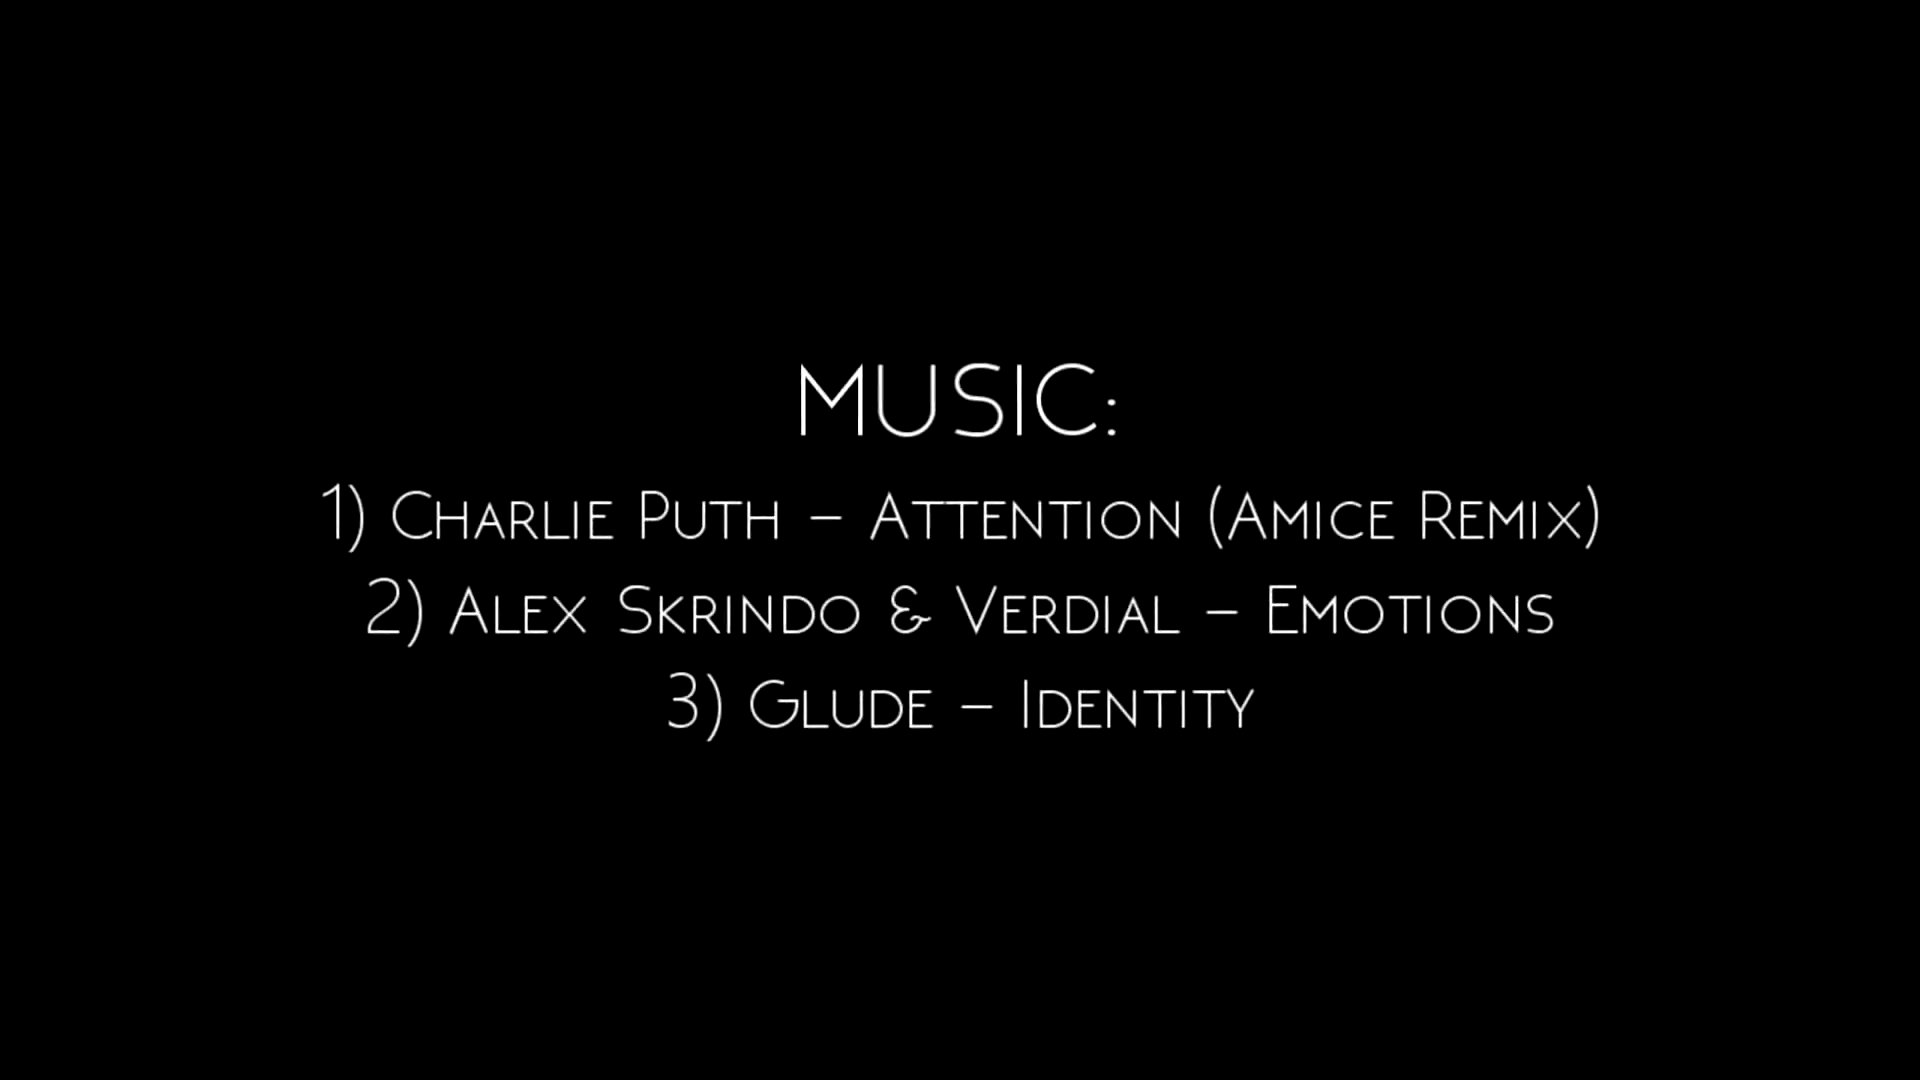 MUSIC:
1) Charlie Puth – Attention (Amice Remix)
2) Alex Skrindo & Verdial – Emotions
3) Glude – Identity